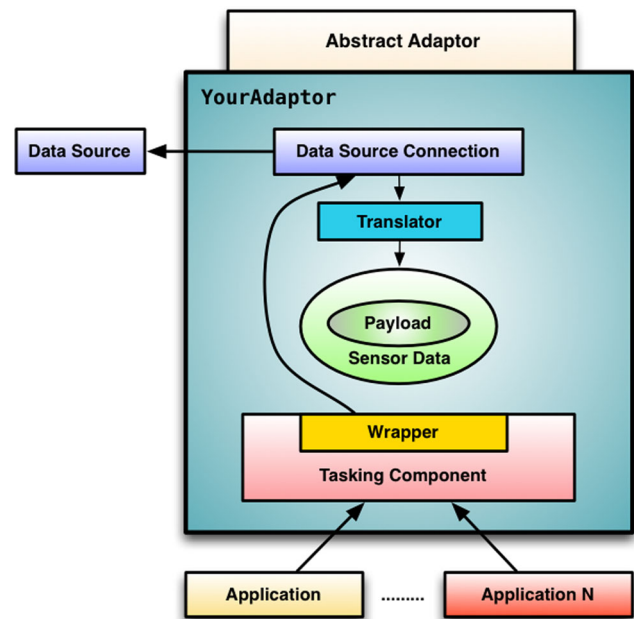 Abstract Adaptor
YourAdaptor
Data Source
Data Source Connection
Translator
Payload
Sensor Data
Wrapper
Tasking Component
Application
.........
Application N